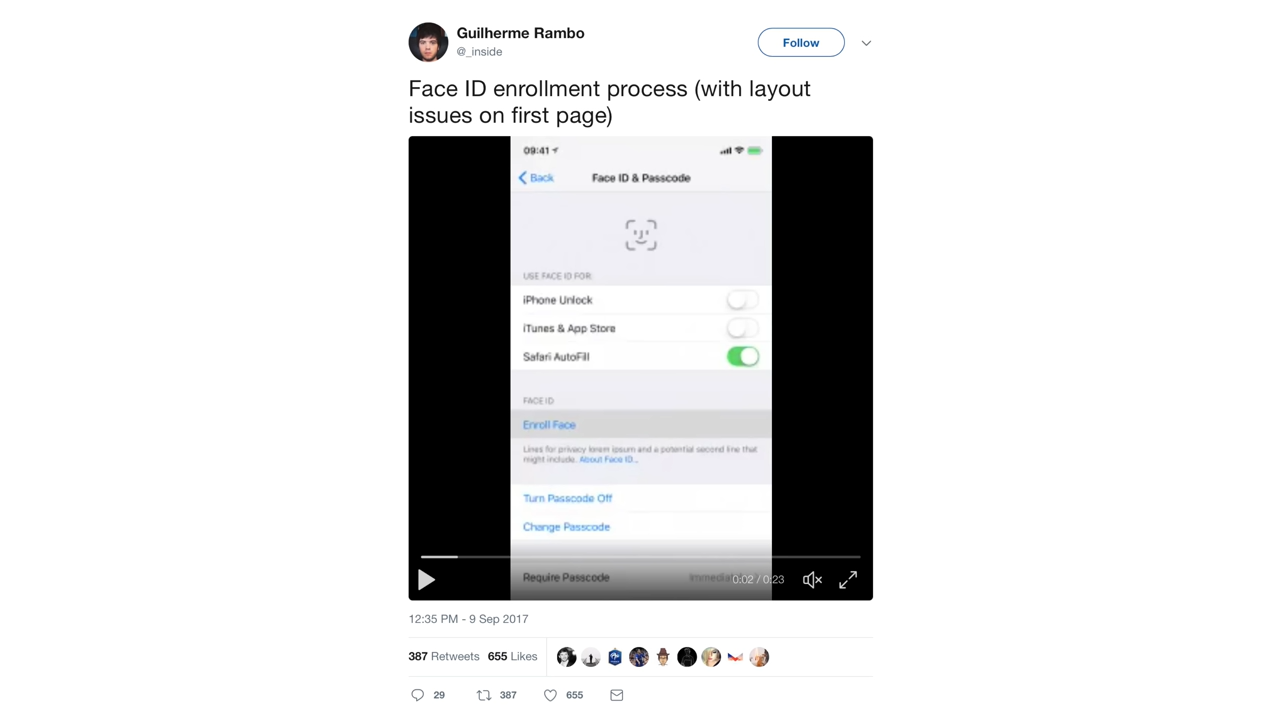 Guilherme Rambo
@_inside
Follow
Face ID enrollment process (with layout
issues on first page)
09:41
Back
Face ID & Passcode
USE FACE ID FOR:
iPhone Unlock
iTunes & App Store
Safari AutoFill
FACE ID
Enroll Face
Lines for privacy lorem ipsum and a potential second line that
might include. About Face ID...
Turn Passcode Off
Change Passcode
Require Passcode
0:02 / 0:23
12:35 PM - 9 Sep 2017
387 Retweets 655 Likes
29 387 655